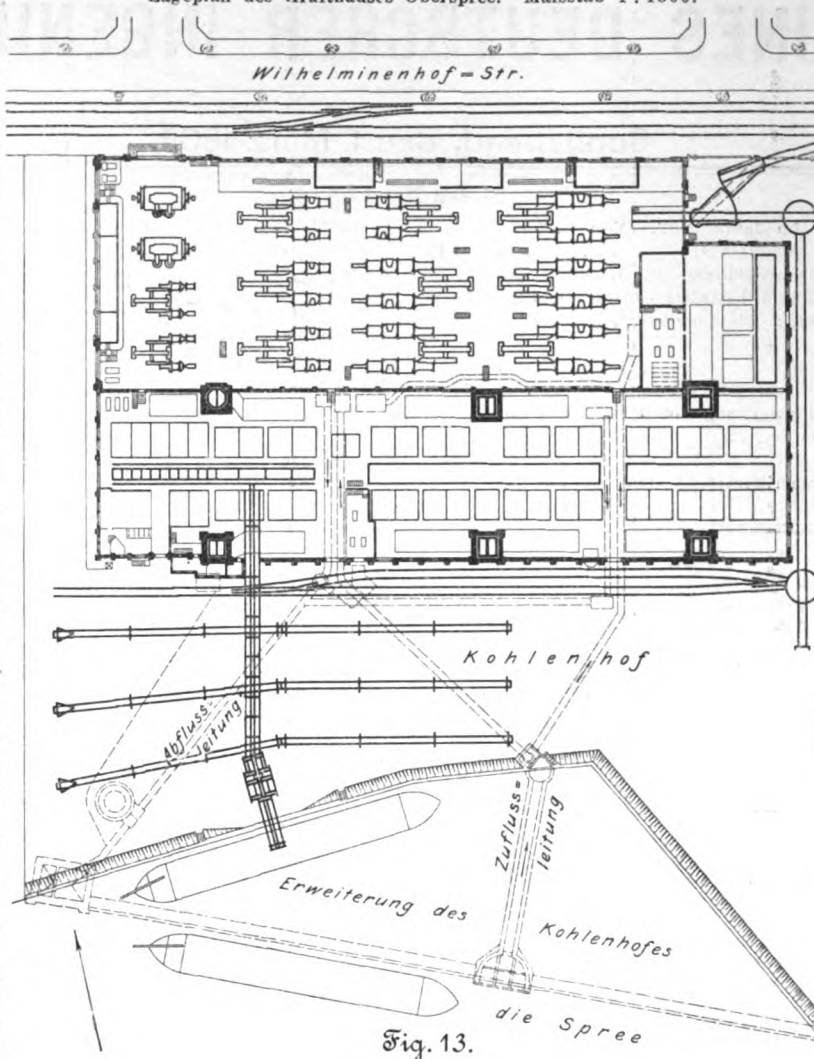 Lageplan des Krafthauses Oberspree. Maßstab 1:1000.
Wilhelminenhof = Str.
Kohlenhof
Abfluss-
leitung
Zufluss=
leitung
Erweiterung des
Kohlenhofes
die Spree
Fig. 13.